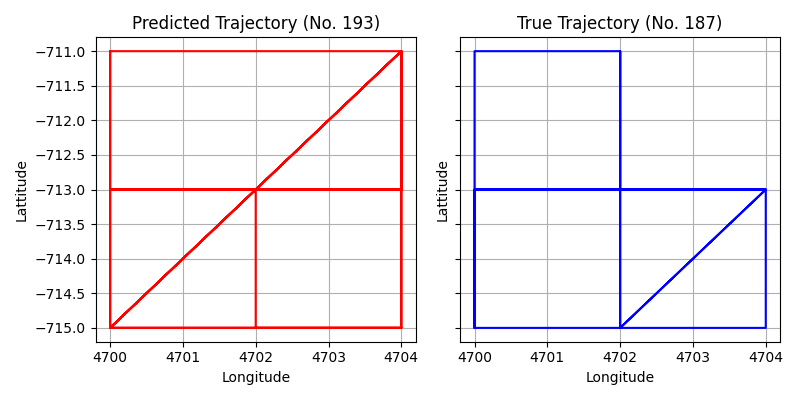 Predicted Trajectory (No. 193)
True Trajectory (No. 187)
−711.0
−711.5
−712.0
−712.5
−713.0
−713.5
−714.0
−714.5
−715.0
Lattitude
Lattitude
4700 4701 4702 4703 4704
4700 4701 4702 4703 4704
Longitude
Longitude